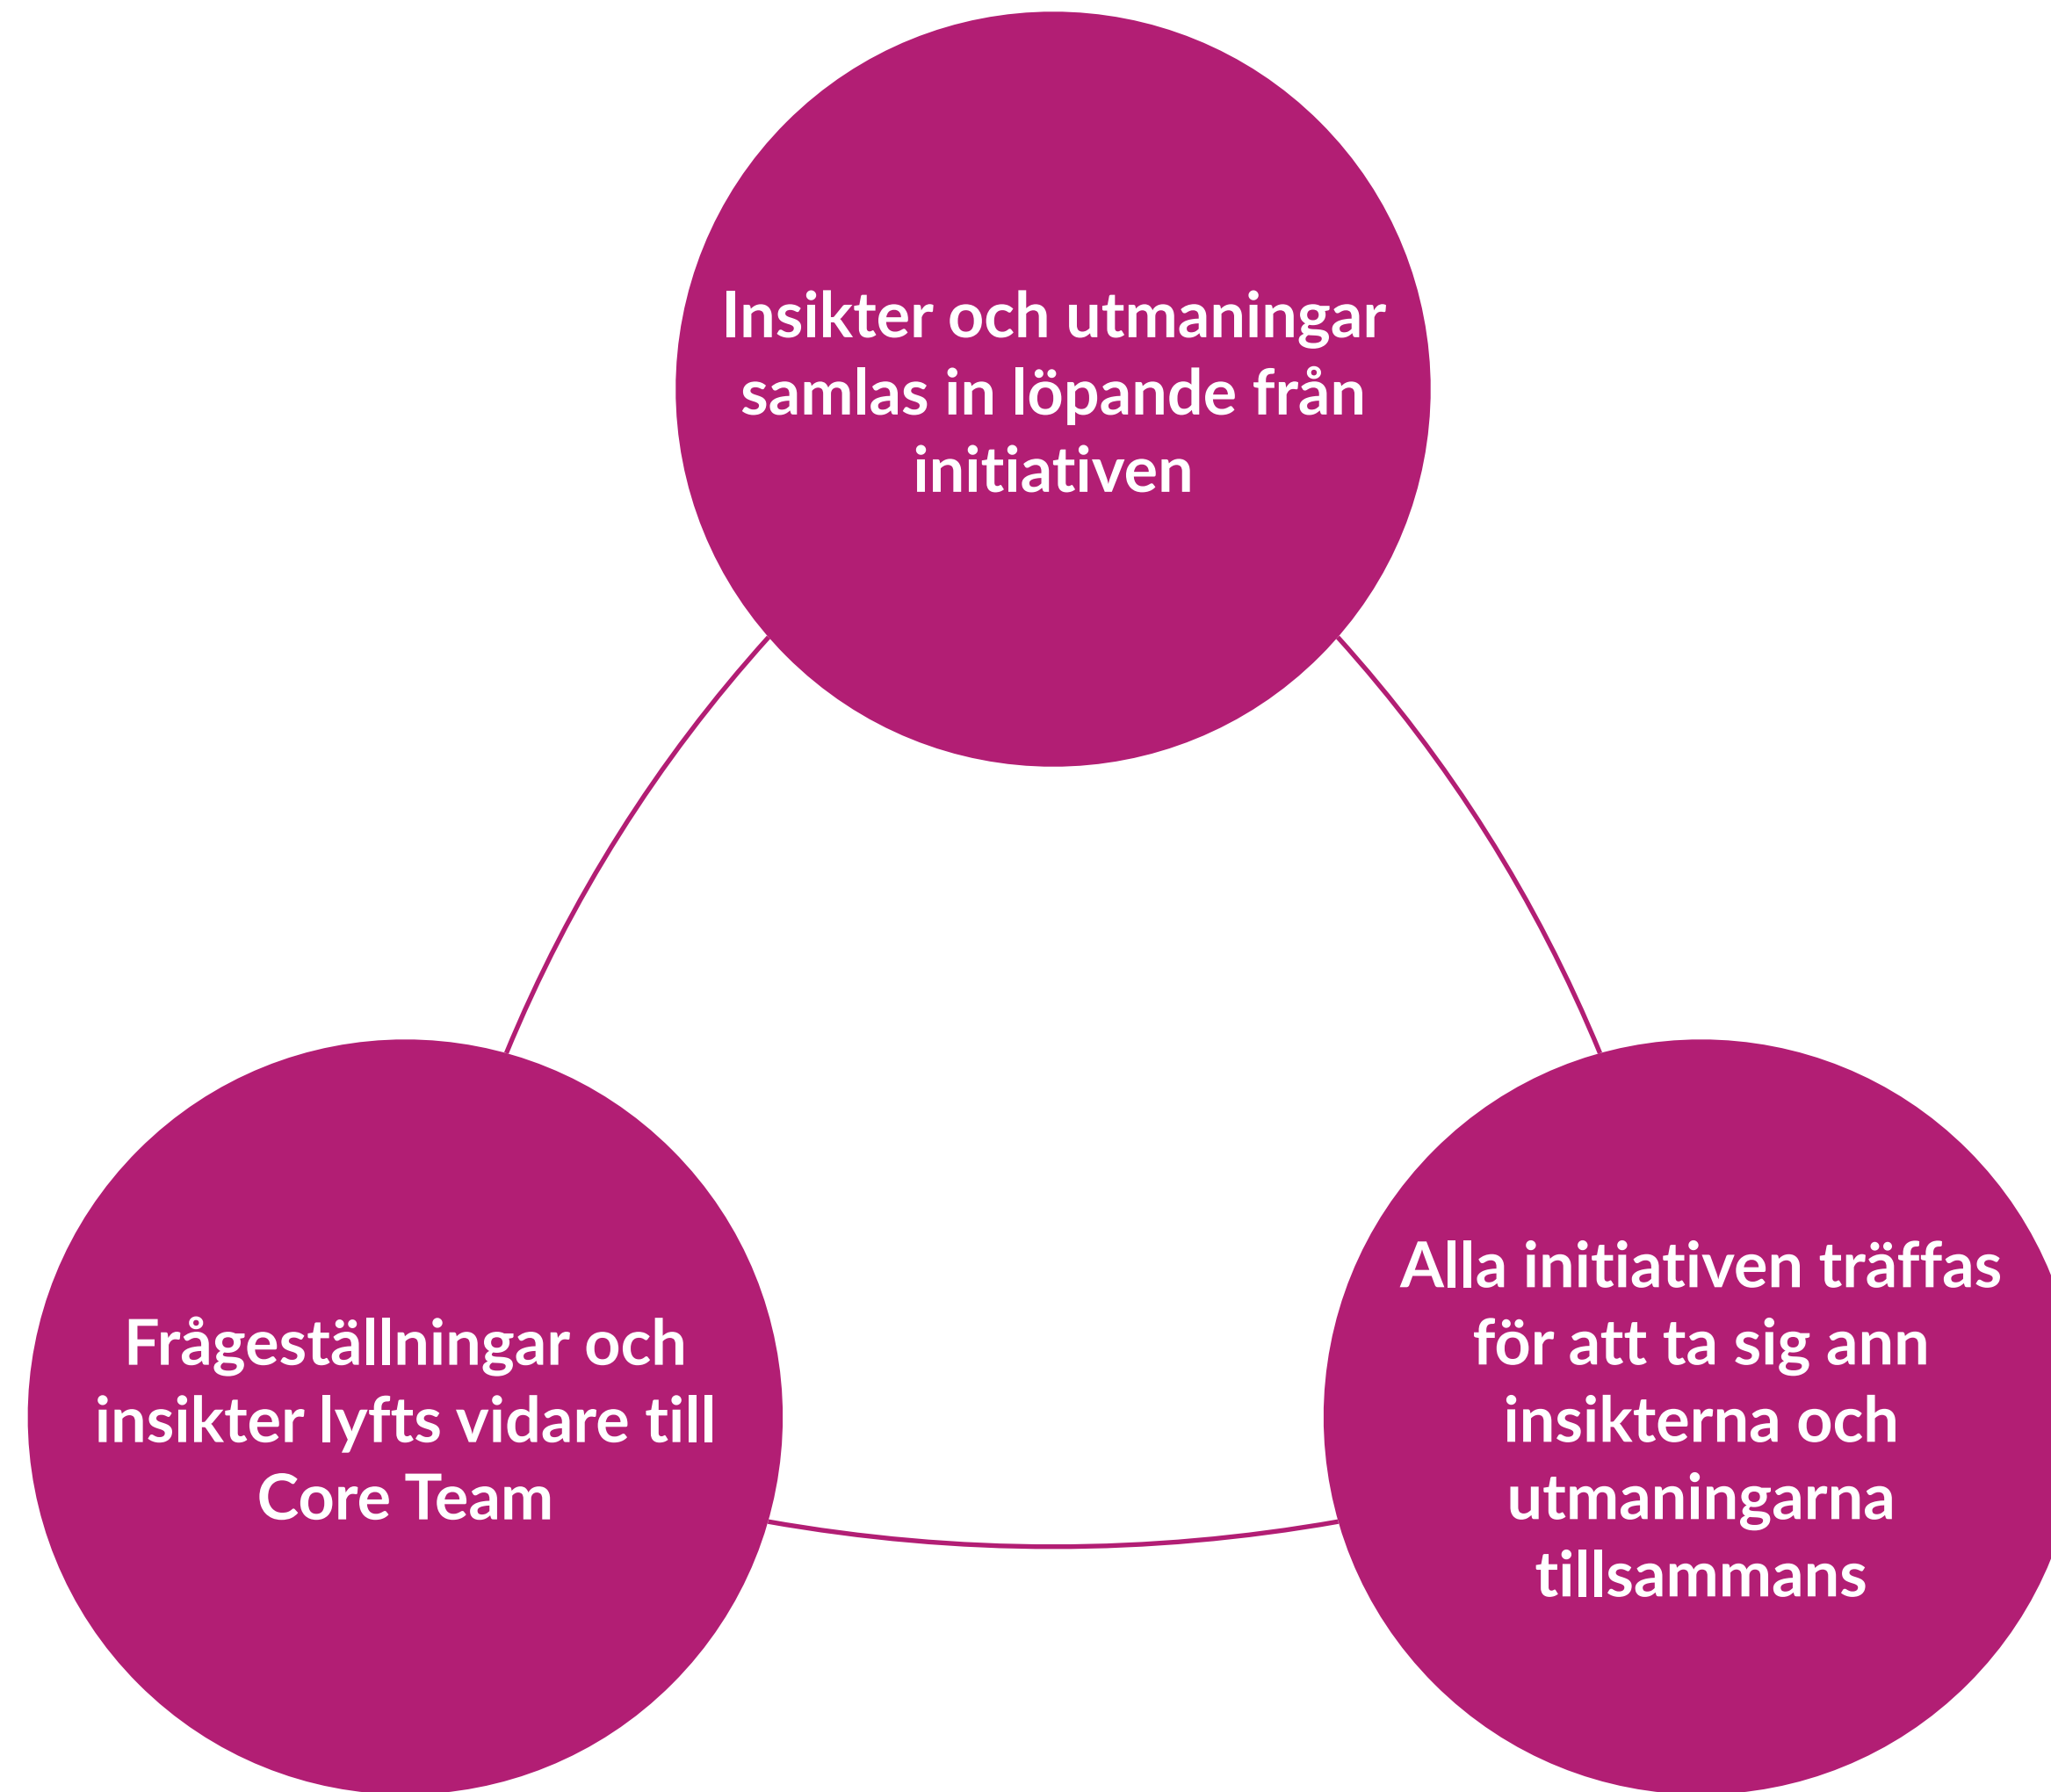 Insikter och utmaningar
samlas in löpande från
initiativen
Frågeställningar och
insikter lyfts vidare till
Core Team
Alla initiativen träffas
för att ta sig ann
insikterna och
utmaningarna
tillsammans